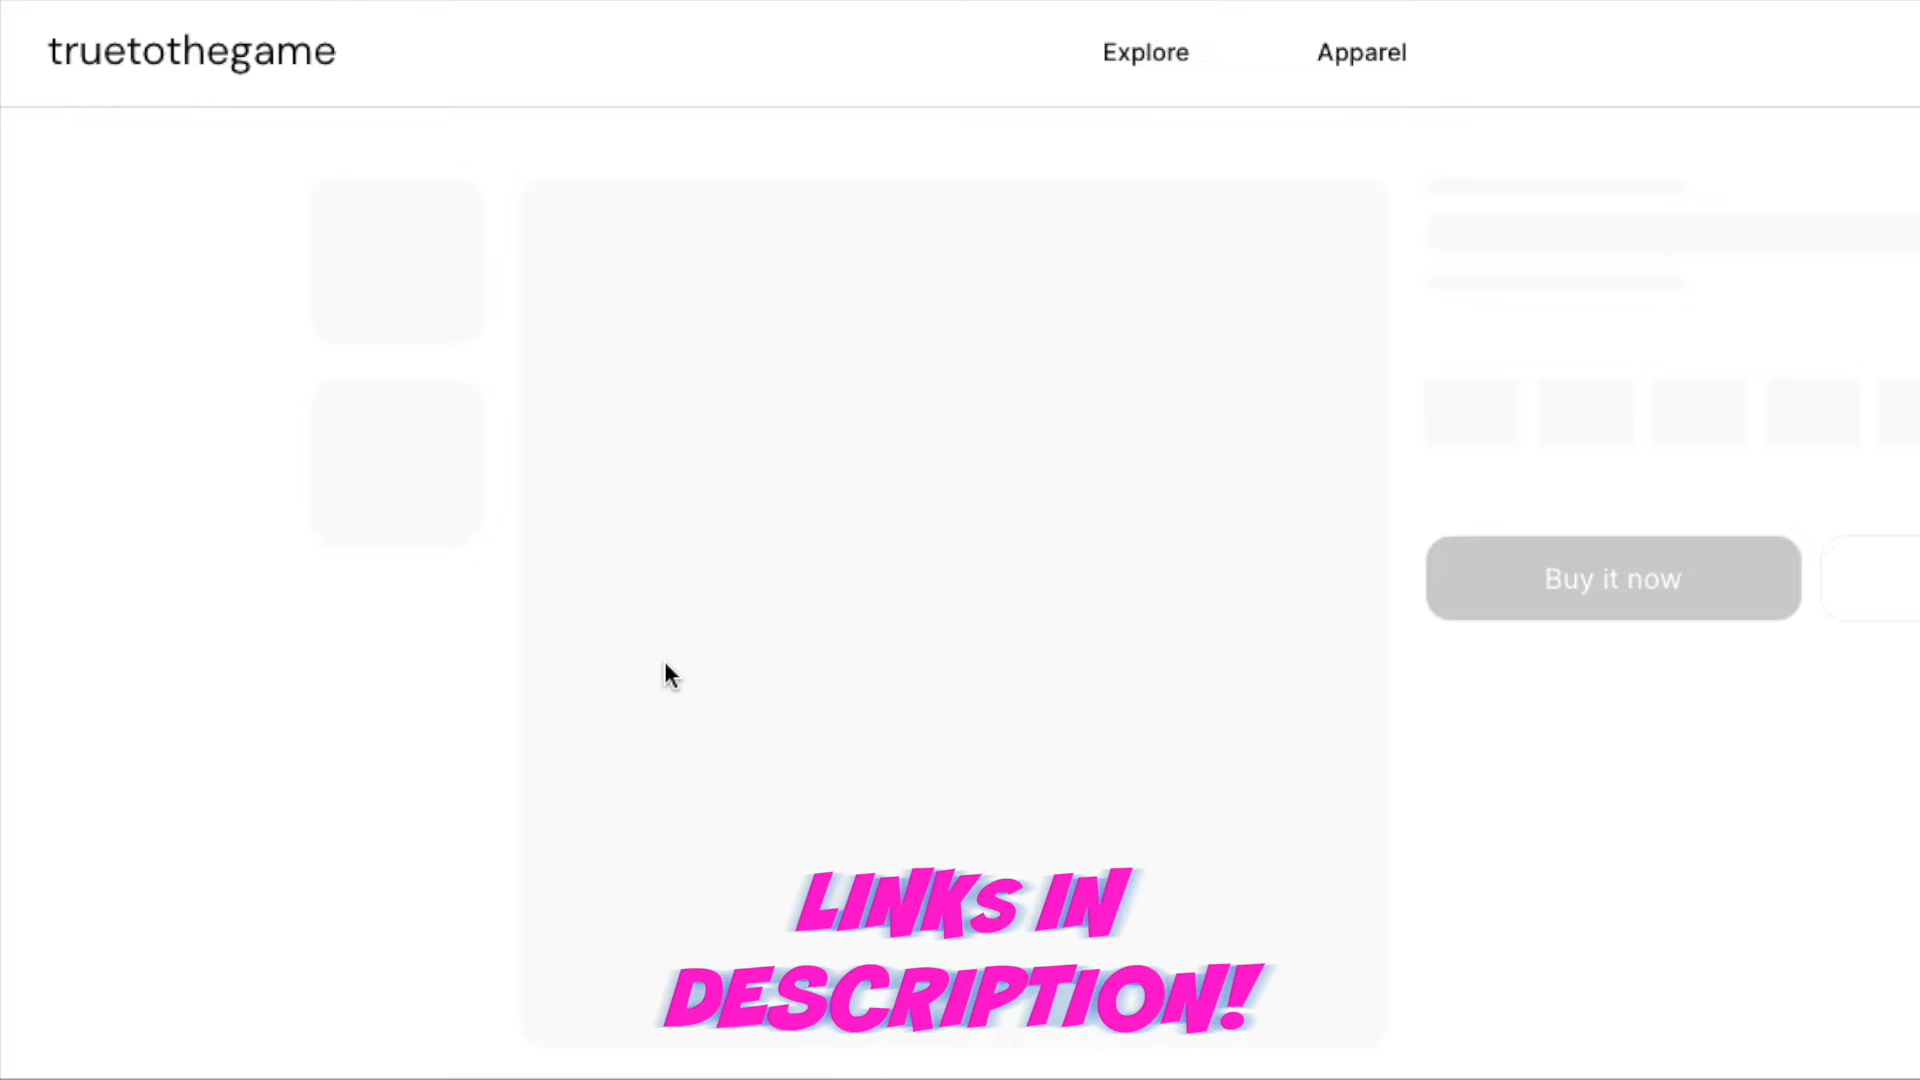 truetothegame
Explore
Apparel
Buy it now
LINKS IN
DESCRIPTION!